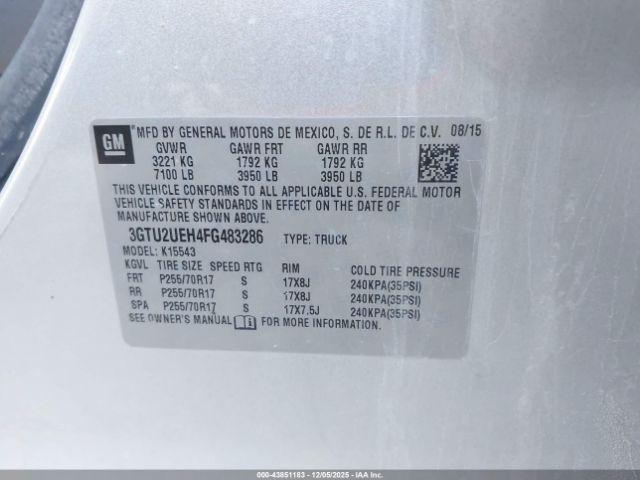 GM
*MFD BY GENERAL MOTORS DE MEXICO, S. DE R.L. DE C.V. 08/15
GVWR GAWR FRT GAWR RR
3221 KG 1792 KG 1792 KG
7100 LB 3950 LB 3950 LB
THIS VEHICLE CONFORMS TO ALL APPLICABLE U.S. FEDERAL MOTOR
VEHICLE SAFETY STANDARDS IN EFFECT ON THE DATE OF
MANUFACTURE SHOWN ABOVE.
3GTU2UEH4FG483286 TYPE: TRUCK
MODEL: K15543
KGVL TIRE SIZE SPEED RTG RIM COLD TIRE PRESSURE
FRT P255/70R17 S 17X8J 240KPA(35PSI)
RR P255/70R17 S 17X8J 240KPA(35PSI)
SPA P255/70R17 S 17X7.5J 240KPA(35PSI)
SEE OWNER'S MANUAL FOR MORE INFORMATION.
000-43851183 - 12/05/2025 - IAAI.COM